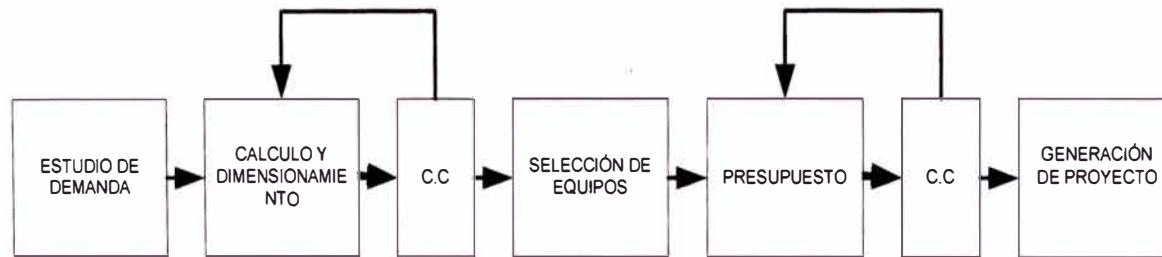 ESTUDIO DE
DEMANDA
CALCULO Y
DIMENSIONAMIE
NTO
C.C
SELECCIÓN DE
EQUIPOS
PRESUPUESTO
C.C
GENERACIÓN
DE PROYECTO